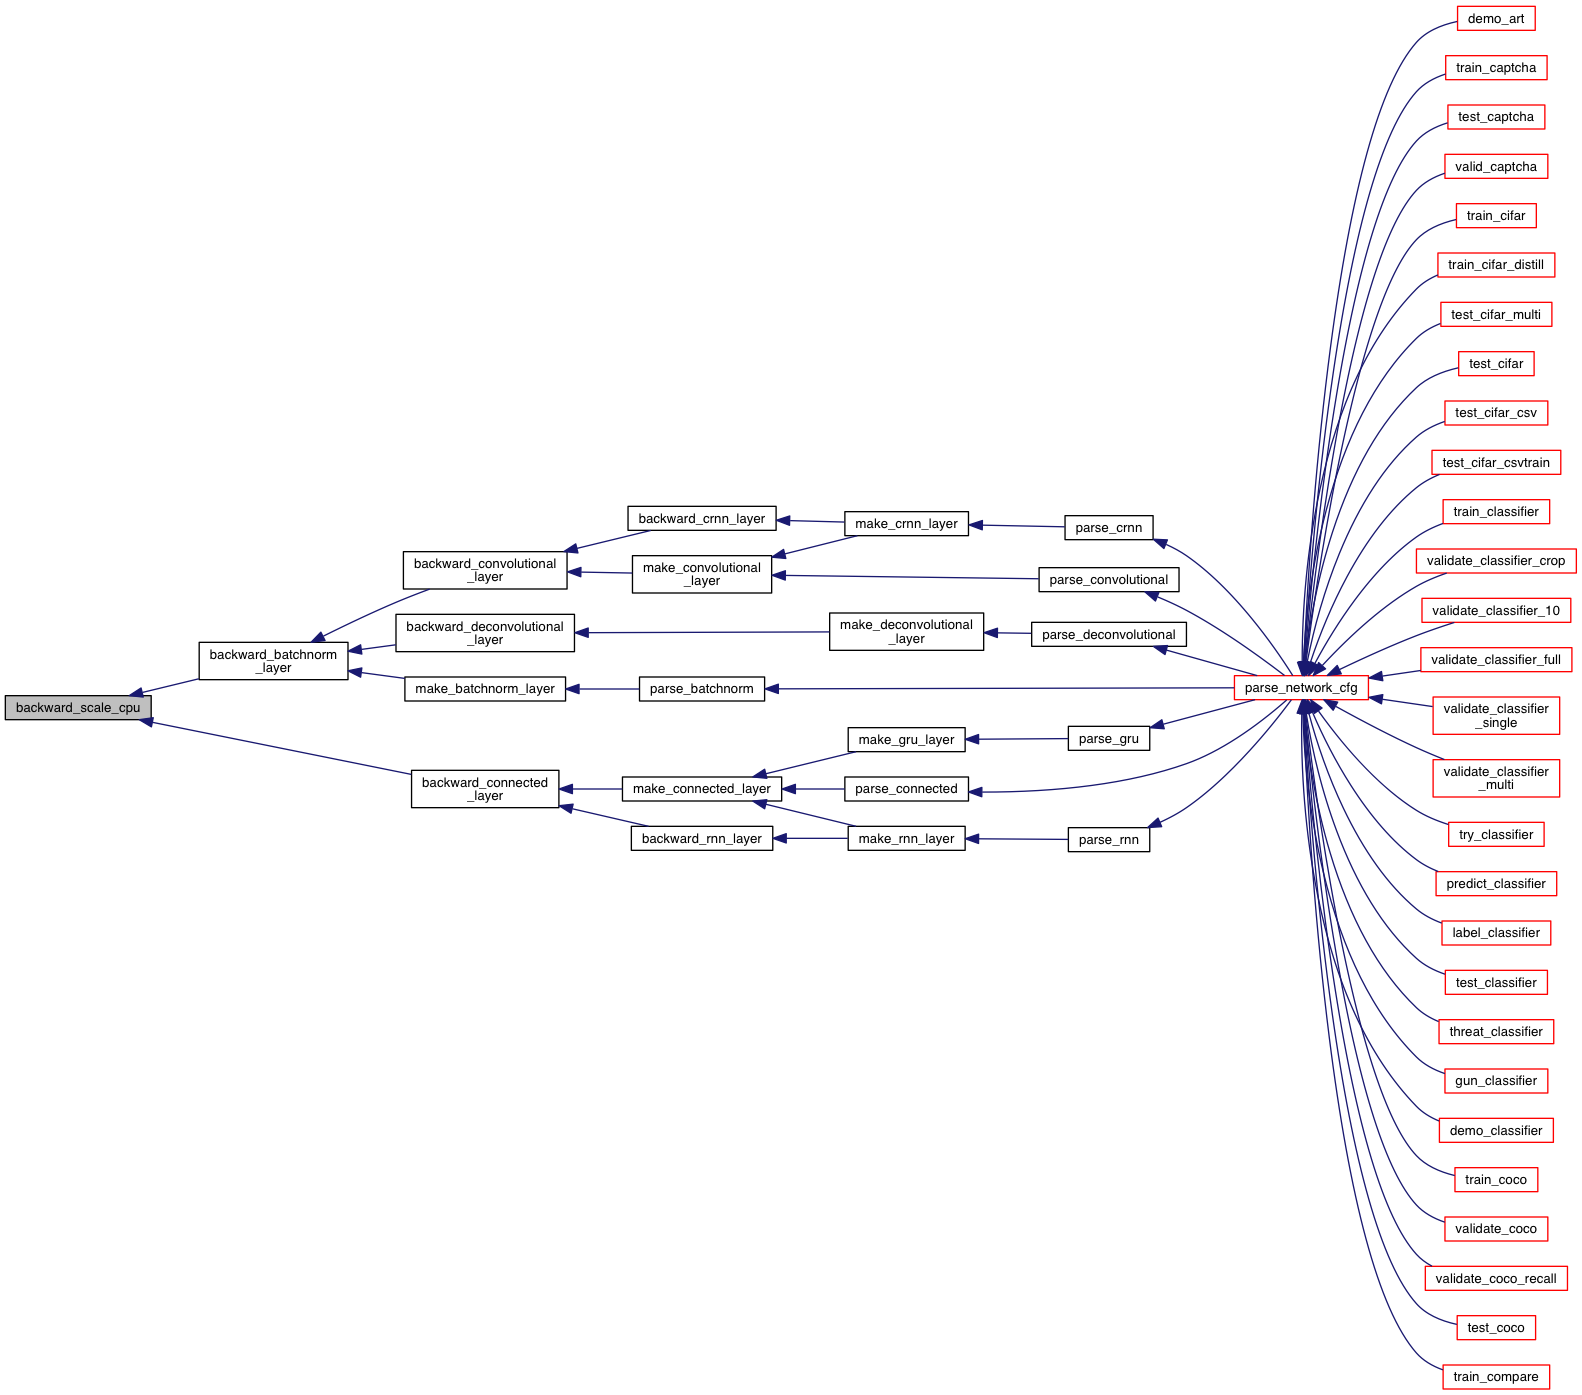 demo_art
train_captcha
test_captcha
valid_captcha
train_cifar
train_cifar_distill
test_cifar_multi
test_cifar
test_cifar_csv
test_cifar_csvtrain
train_classifier
validate_classifier_crop
validate_classifier_10
validate_classifier_full
validate_classifier
_single
validate_classifier
_multi
try_classifier
predict_classifier
label_classifier
test_classifier
threat_classifier
gun_classifier
demo_classifier
train_coco
validate_coco
validate_coco_recall
test_coco
train_compare
parse_network_cfg
parse_crnn
parse_convolutional
parse_deconvolutional
parse_gru
parse_rnn
make_crnn_layer
make_deconvolutional
_layer
make_gru_layer
parse_connected
make_rnn_layer
backward_crnn_layer
make_convolutional
_layer
parse_batchnorm
make_connected_layer
backward_rnn_layer
backward_convolutional
_layer
backward_deconvolutional
_layer
make_batchnorm_layer
backward_connected
_layer
backward_batchnorm
_layer
backward_scale_cpu